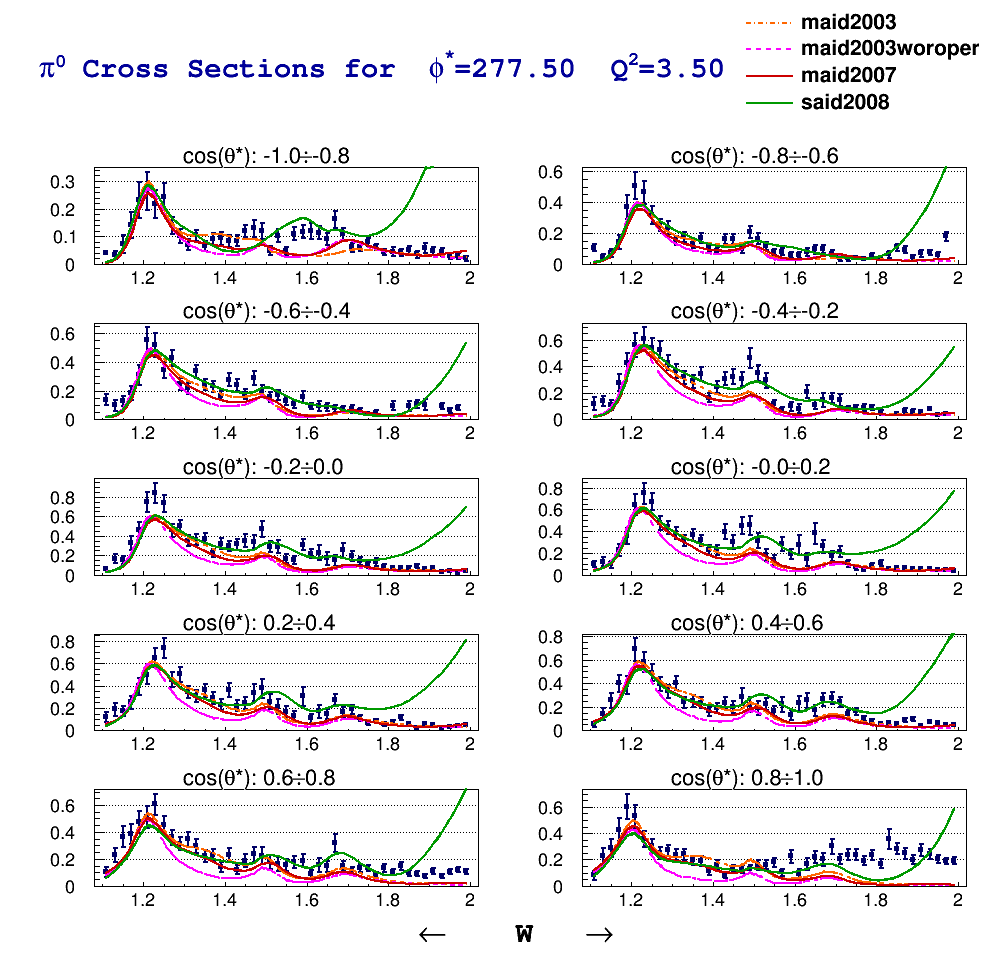 maid2003
maid2003woroper
maid2007
said2008
π⁰ Cross Sections for φ*=277.50 Q²=3.50
cos(θ*): -1.0÷-0.8
0.3
0.2
0.1
0
1.2 1.4 1.6 1.8 2
cos(θ*): -0.8÷-0.6
0.6
0.4
0.2
0
1.2 1.4 1.6 1.8 2
cos(θ*): -0.6÷-0.4
0.6
0.4
0.2
0
1.2 1.4 1.6 1.8 2
cos(θ*): -0.4÷-0.2
0.6
0.4
0.2
0
1.2 1.4 1.6 1.8 2
cos(θ*): -0.2÷0.0
0.8
0.6
0.4
0.2
0
1.2 1.4 1.6 1.8 2
cos(θ*): -0.0÷0.2
0.8
0.6
0.4
0.2
0
1.2 1.4 1.6 1.8 2
cos(θ*): 0.2÷0.4
0.8
0.6
0.4
0.2
0
1.2 1.4 1.6 1.8 2
cos(θ*): 0.4÷0.6
0.8
0.6
0.4
0.2
0
1.2 1.4 1.6 1.8 2
cos(θ*): 0.6÷0.8
0.6
0.4
0.2
0
1.2 1.4 1.6 1.8 2
cos(θ*): 0.8÷1.0
0.6
0.4
0.2
0
1.2 1.4 1.6 1.8 2
← W →